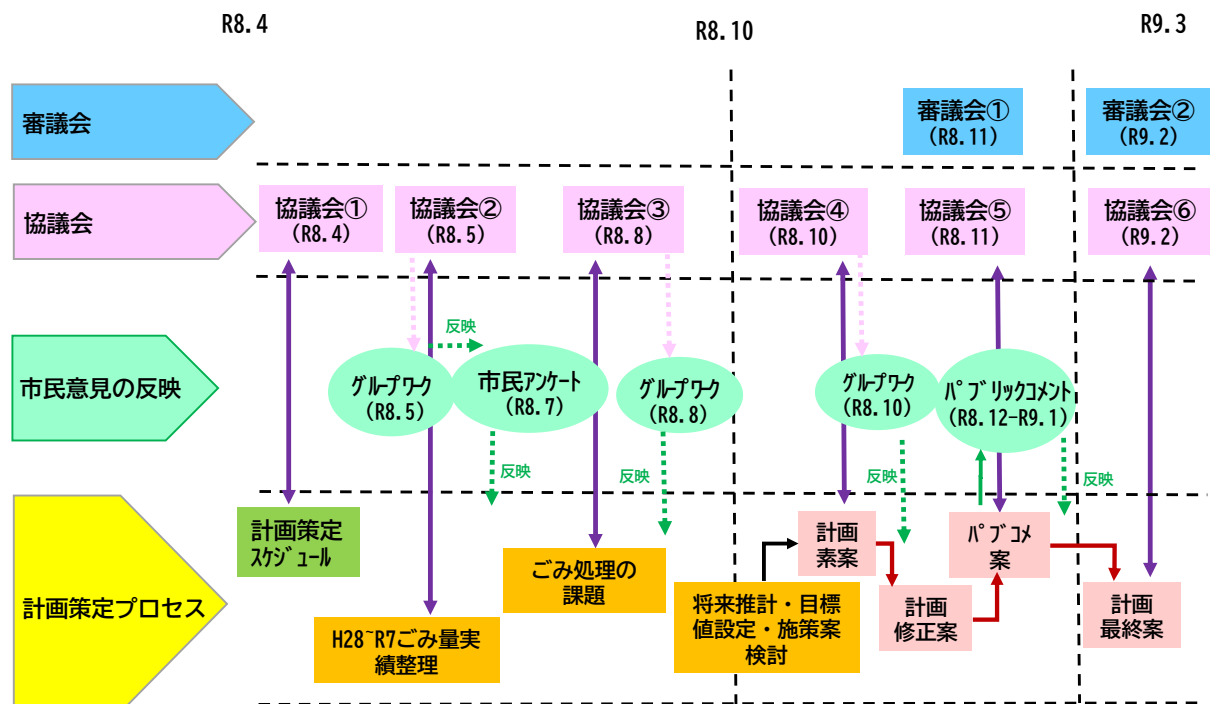 R8.4
R8.10
R9.3
審議会
審議会①
(R8.11)
審議会②
(R9.2)
協議会
協議会①
(R8.4)
協議会②
(R8.5)
協議会③
(R8.8)
協議会④
(R8.10)
協議会⑤
(R8.11)
協議会⑥
(R9.2)
市民意見の反映
反映
グループワーク
(R8.5)
市民アンケート
(R8.7)
グループワーク
(R8.8)
グループワーク
(R8.10)
パブリックコメント
(R8.12-R9.1)
反映
反映
反映
反映
計画策定プロセス
計画策定
スケジュール
H28~R7ごみ量実
績整理
ごみ処理の
課題
将来推計・目標
値設定・施策案
検討
計画
素案
計画
修正案
パブコメ
案
計画
最終案